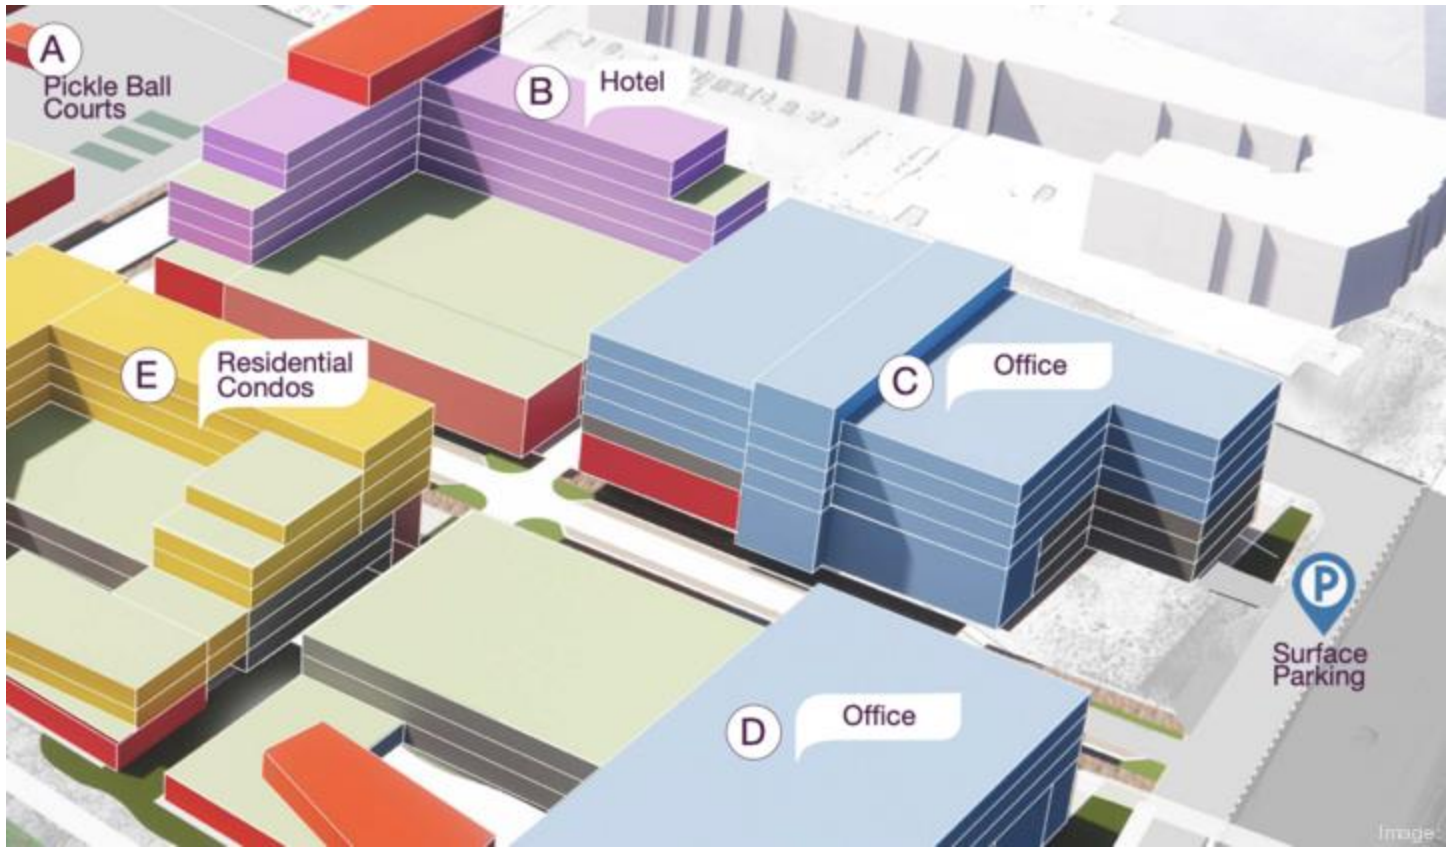 A
Pickle Ball
Courts
B
Hotel
E
Residential
Condos
C
Office
P
Surface
Parking
D
Office
Image: